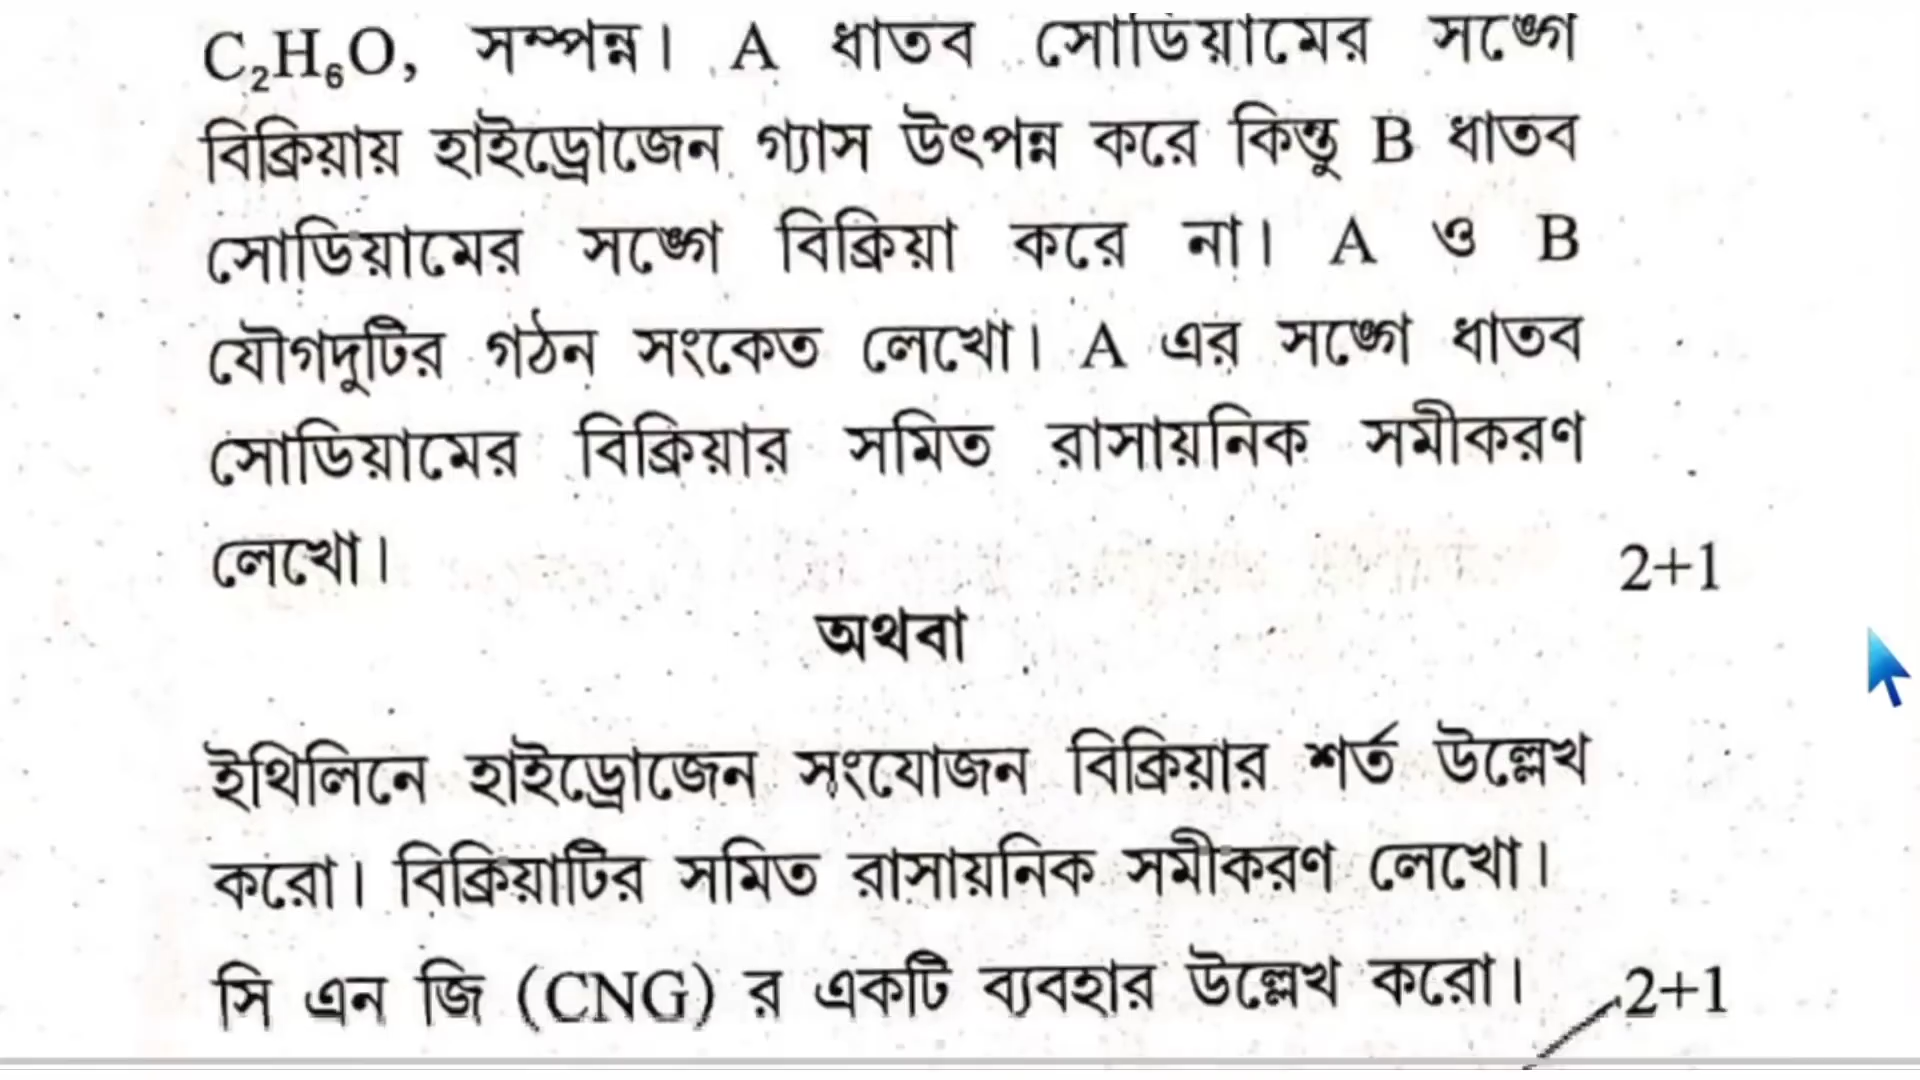 C₂H₆O, সম্পন্ন। A ধাতব সোডিয়ামের সঙ্গে
বিক্রিয়ায় হাইড্রোজেন গ্যাস উৎপন্ন করে কিন্তু B ধাতব
সোডিয়ামের সঙ্গে বিক্রিয়া করে না। A ও B
যৌগদুটির গঠন সংকেত লেখো। A এর সঙ্গে ধাতব
সোডিয়ামের বিক্রিয়ার সমিত রাসায়নিক সমীকরণ
লেখো। 2+1
অথবা
ইথিলিনে হাইড্রোজেন সংযোজন বিক্রিয়ার শর্ত উল্লেখ
করো। বিক্রিয়াটির সমিত রাসায়নিক সমীকরণ লেখো।
সি এন জি (CNG) র একটি ব্যবহার উল্লেখ করো। 2+1